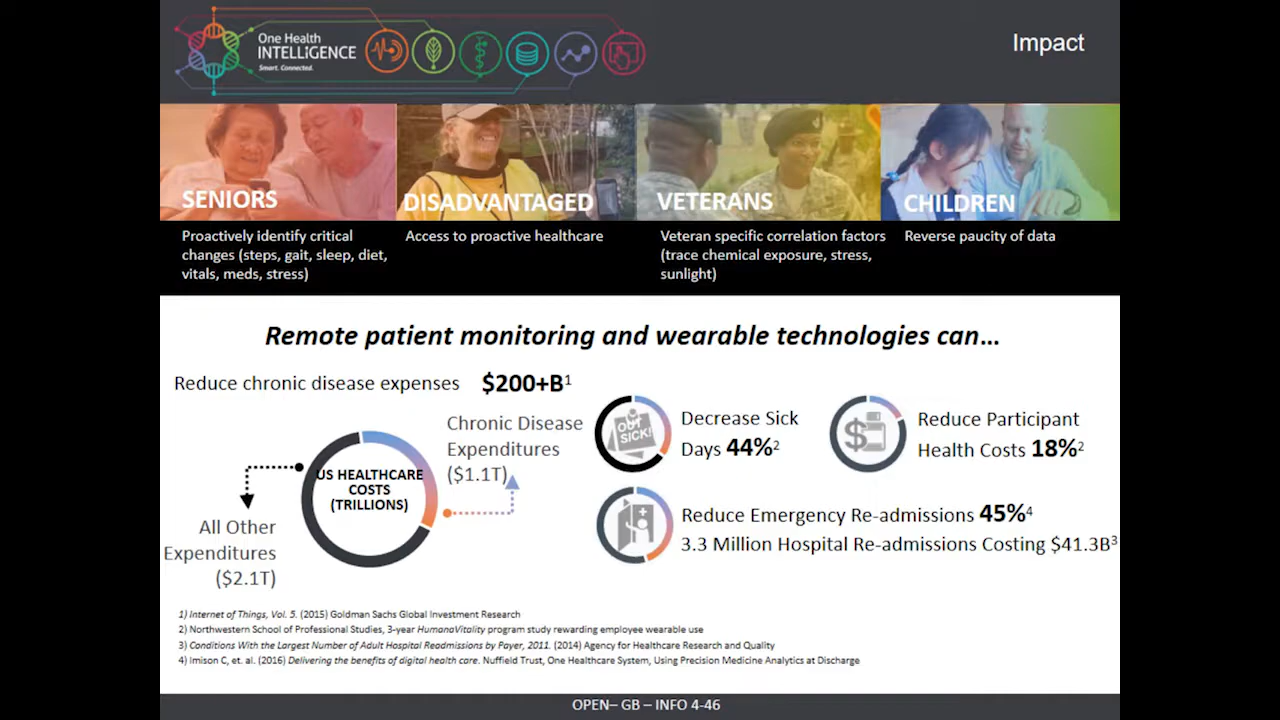 One Health
INTELLiGENCE
Smart. Connected.
Impact
SENIORS
DISADVANTAGED
VETERANS
CHILDREN
Proactively identify critical
changes (steps, gait, sleep, diet,
vitals, meds, stress)
Access to proactive healthcare
Veteran specific correlation factors
(trace chemical exposure, stress,
sunlight)
Reverse paucity of data
Remote patient monitoring and wearable technologies can...
Reduce chronic disease expenses $200+B1
Chronic Disease
Expenditures
($1.1T)
US HEALTHCARE
COSTS
(TRILLIONS)
All Other
Expenditures
($2.1T)
OUT
SICK!
Decrease Sick
Days 44%2
$
Reduce Participant
Health Costs 18%2
Reduce Emergency Re-admissions 45%4
3.3 Million Hospital Re-admissions Costing $41.3B3
1) Internet of Things, Vol. 5. (2015) Goldman Sachs Global Investment Research
2) Northwestern School of Professional Studies, 3-year HumanaVitality program study rewarding employee wearable use
3) Conditions With the Largest Number of Adult Hospital Readmissions by Payer, 2011. (2014) Agency for Healthcare Research and Quality
4) Imison C, et. al. (2016) Delivering the benefits of digital health care. Nuffield Trust, One Healthcare System, Using Precision Medicine Analytics at Discharge
OPEN– GB – INFO 4-46